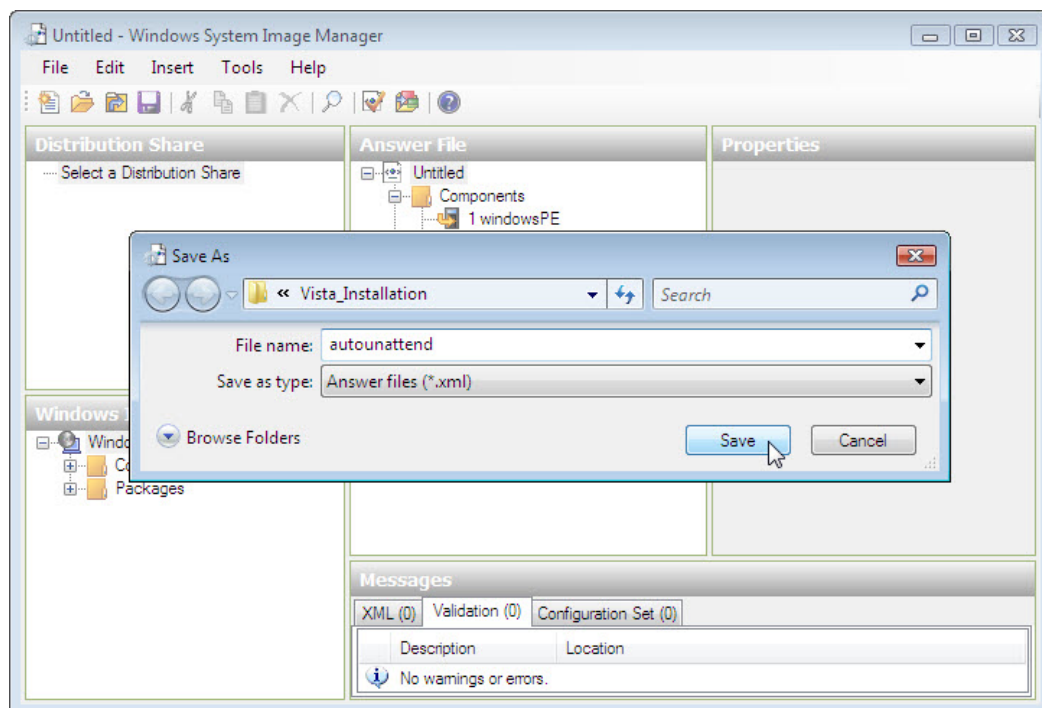 Untitled - Windows System Image Manager
File Edit Insert Tools Help
Distribution Share
Select a Distribution Share
Answer File
Untitled
Components
1 windowsPE
Properties
Save As
« Vista_Installation
Search
File name: autounattend
Save as type: Answer files (*.xml)
Browse Folders
Save
Cancel
Windows
Packages
Messages
XML (0) Validation (0) Configuration Set (0)
Description Location
No warnings or errors.